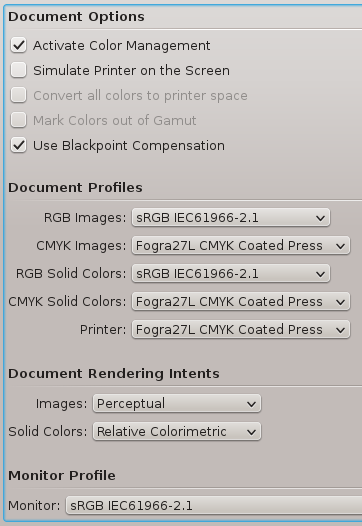 Document Options
Activate Color Management
Simulate Printer on the Screen
Convert all colors to printer space
Mark Colors out of Gamut
Use Blackpoint Compensation
Document Profiles
RGB Images: sRGB IEC61966-2.1
CMYK Images: Fogra27L CMYK Coated Press
RGB Solid Colors: sRGB IEC61966-2.1
CMYK Solid Colors: Fogra27L CMYK Coated Press
Printer: Fogra27L CMYK Coated Press
Document Rendering Intents
Images: Perceptual
Solid Colors: Relative Colorimetric
Monitor Profile
Monitor: sRGB IEC61966-2.1